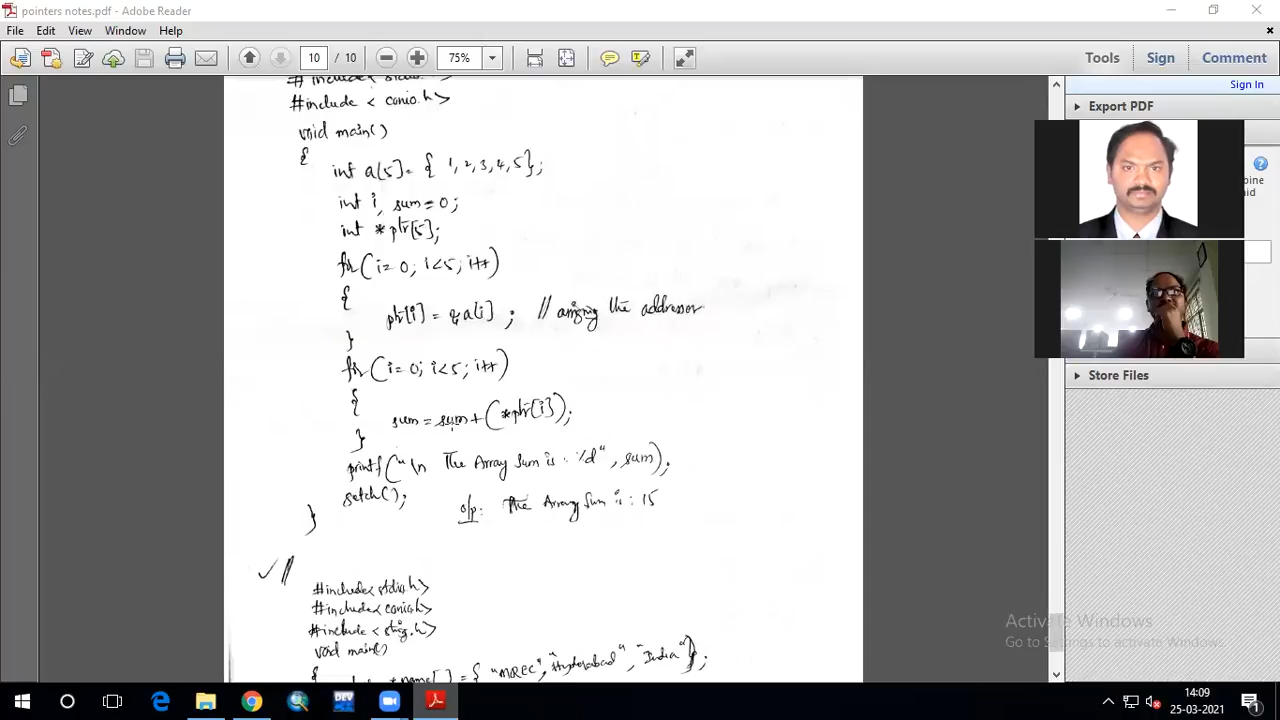 pointers notes.pdf - Adobe Reader
File Edit View Window Help
10 / 10 75% Tools Sign Comment
Sign In
Export PDF
Store Files
#include < conio.h>
void main()
{
int a[5]= { 1,2,3,4,5};
int i, sum=0;
int *ptr[5];
for(i=0; i<5; i++)
{
ptr[i] = &a[i] ; // the
}
for(i=0; i<5; i++)
{
sum = sum + (*ptr[i]);
}
printf("\n The Array Sum is : %d", sum);
getch();
o/p: The Array Sum is : 15
}
#include<stdio.h>
#include<conio.h>
#include <string.h>
void main()
{ *name[ ] = { "MREC", "Hyderabad", "India"};
Activate Windows
Go to Settings to activate Windows.
14:09
25-03-2021